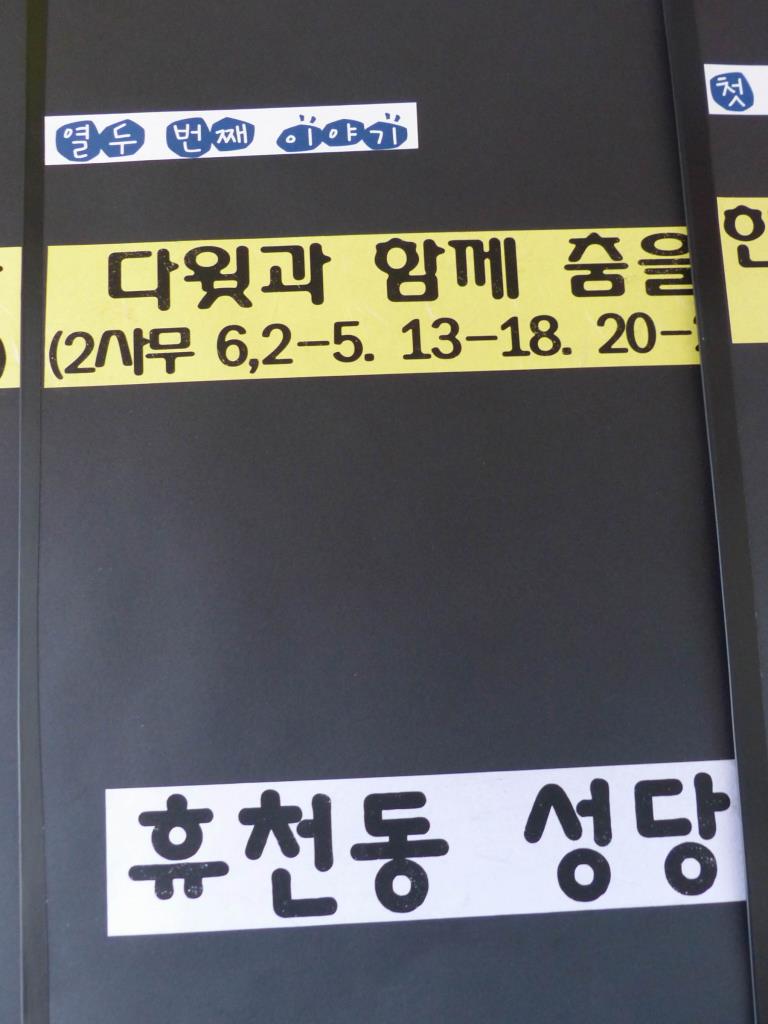 열두 번째 이야기
첫
다윗과 함께 춤을
(2사무 6,2-5. 13-18. 20-
휴천동 성당